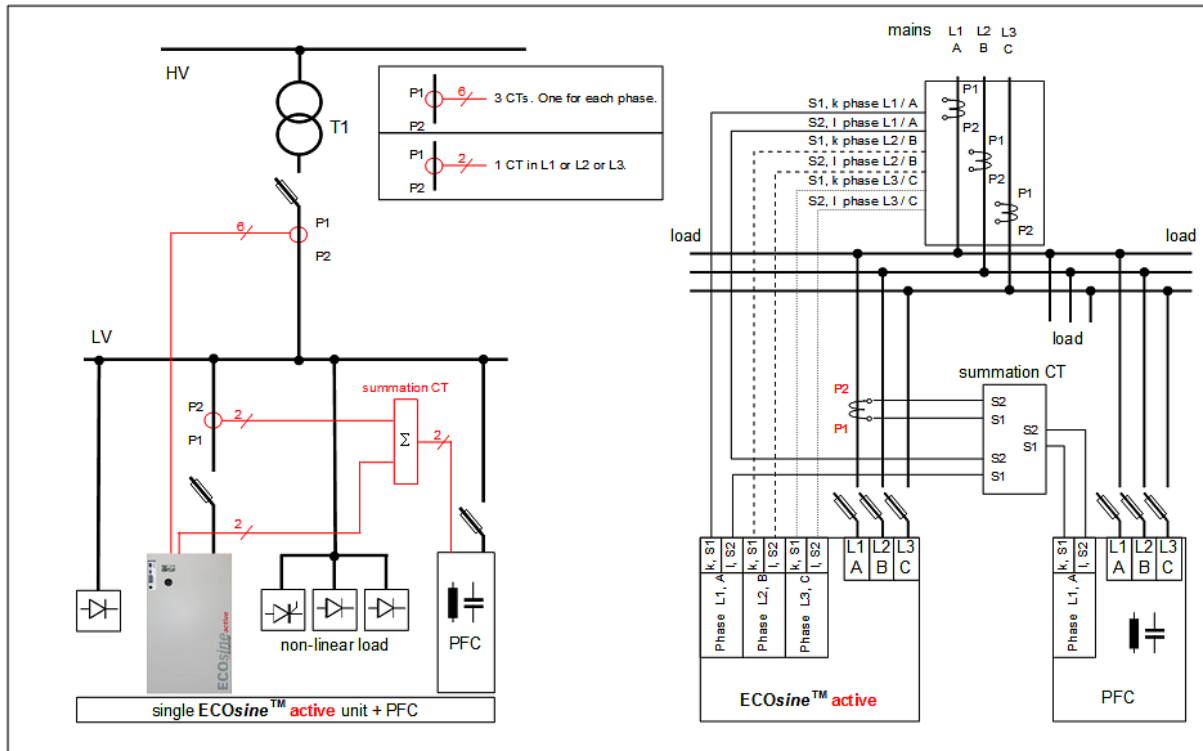 HV
T1
P1
P2
6
3 CTs. One for each phase.
P1
P2
2
1 CT in L1 or L2 or L3.
6
P1
P2
LV
P2
P1
2
summation CT
Σ
2
2
ECOsine active
non-linear load
PFC
single ECOsine™ active unit + PFC
mains
L1 L2 L3
A B C
S1, k phase L1 / A
S2, l phase L1 / A
S1, k phase L2 / B
S2, l phase L2 / B
S1, k phase L3 / C
S2, l phase L3 / C
P1
P2
P1
P2
P1
P2
load
load
load
summation CT
P2
P1
S2
S1
S2
S1
S2
S1
k, S1
l, S2
k, S1
l, S2
k, S1
l, S2
Phase L1, A
Phase L2, B
Phase L3, C
L1 L2 L3
A B C
ECOsine™ active
k, S1
l, S2
Phase L1, A
L1 L2 L3
A B C
PFC